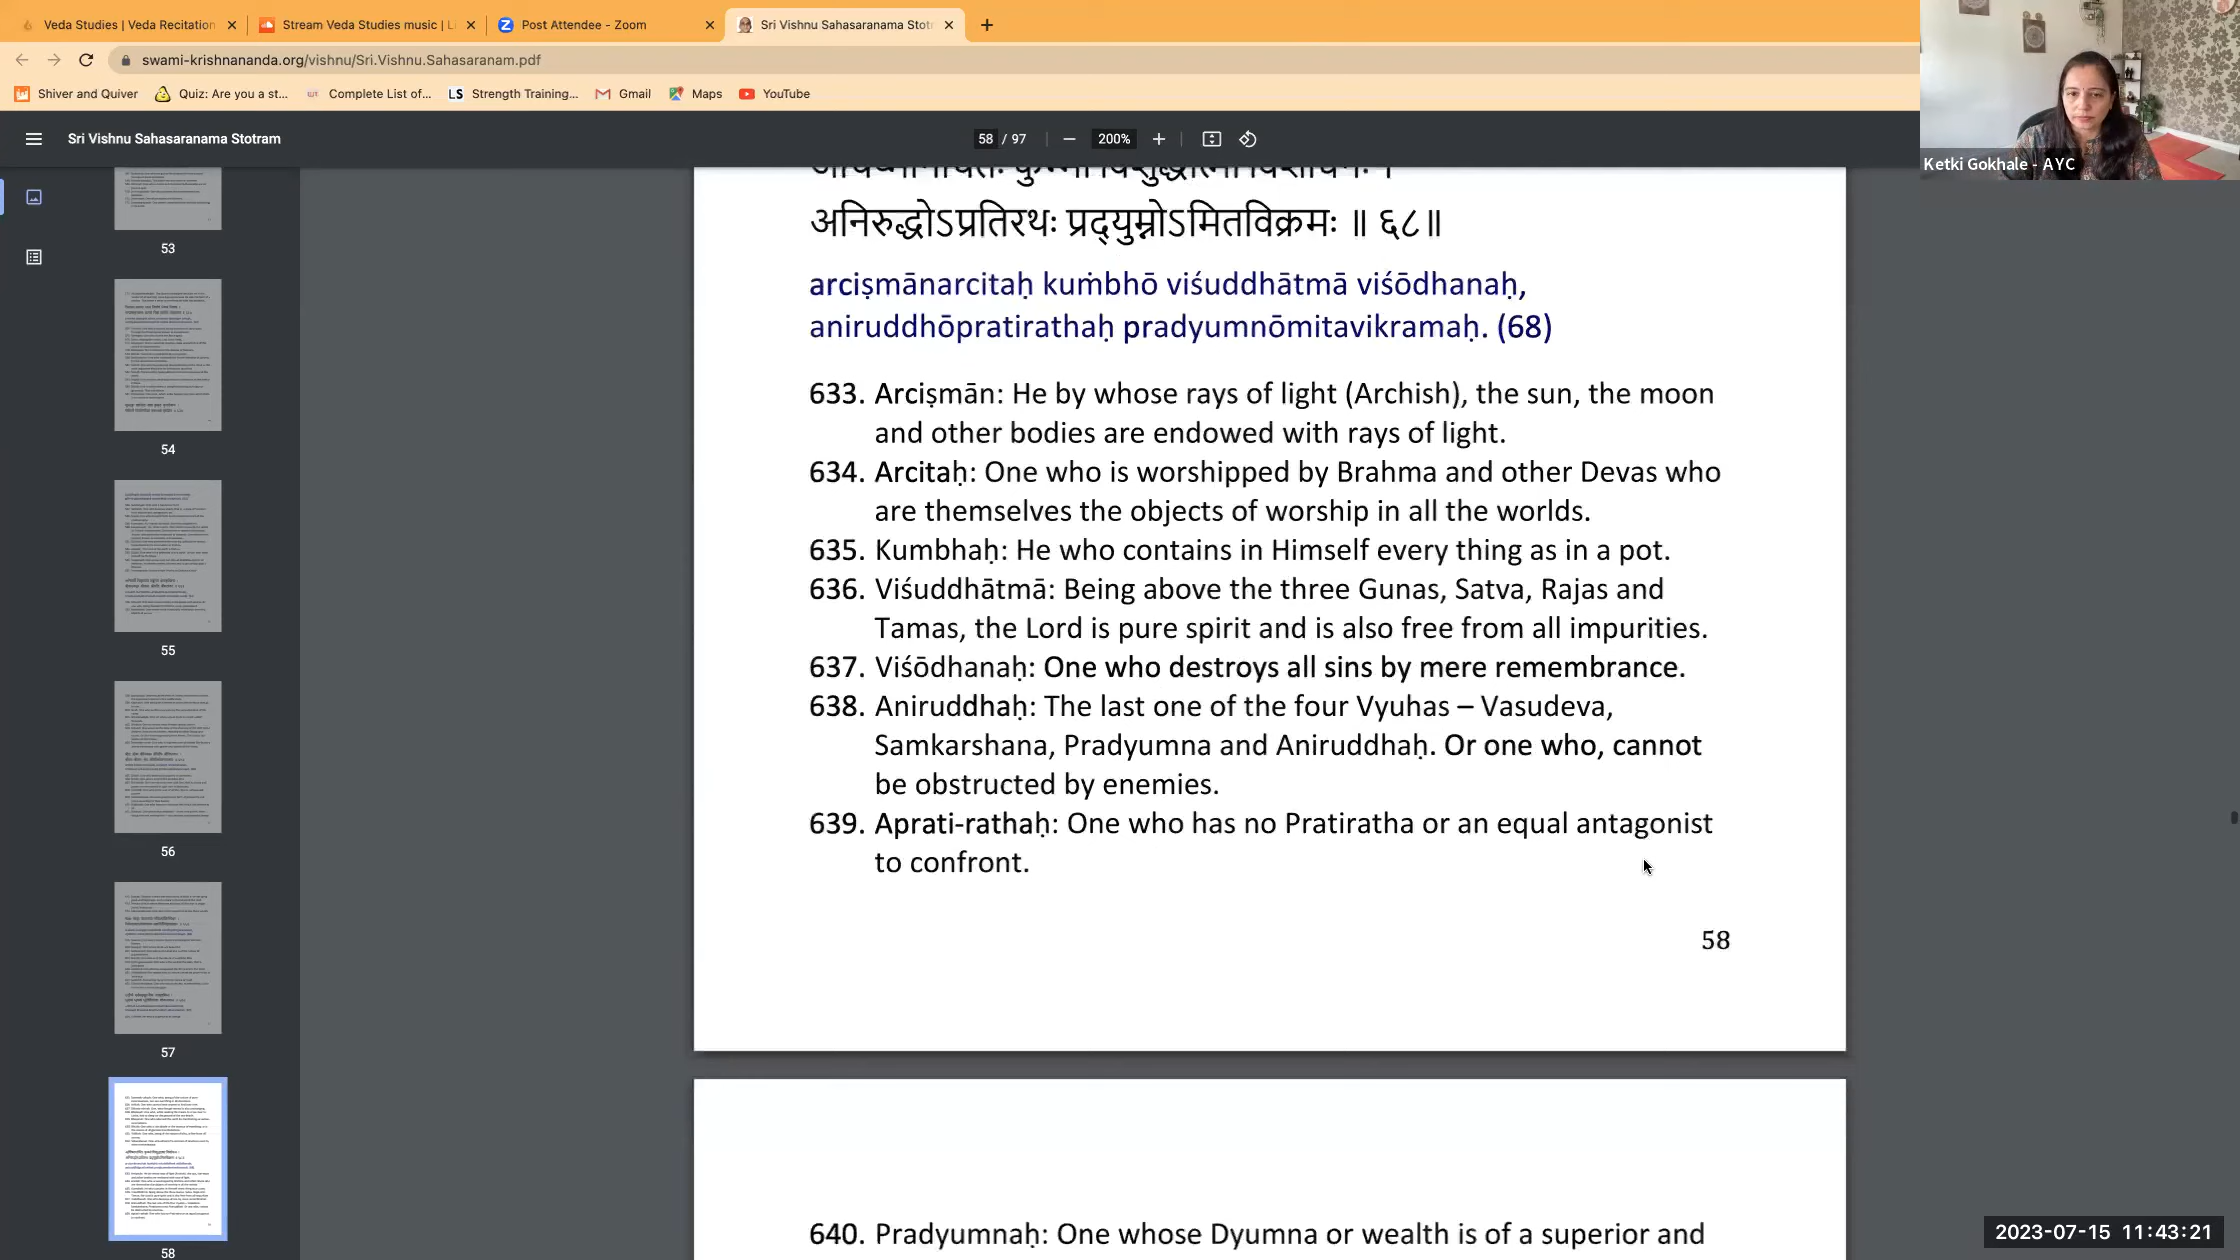 Veda Studies | Veda Recitation
Stream Veda Studies music | Li
Post Attendee - Zoom
Sri Vishnu Sahasaranama Stotr
swami-krishnananda.org/vishnu/Sri.Vishnu.Sahasaranam.pdf
Shiver and Quiver
Quiz: Are you a st...
Complete List of...
LS Strength Training...
Gmail
Maps
YouTube
Ketki Gokhale - AYC
Sri Vishnu Sahasaranama Stotram
58 / 97
200%
53
54
55
56
57
58
अनिरुद्धोऽप्रतिरथः प्रद्युम्नोऽमितविक्रमः ॥ ६८॥
arciṣmānarcitaḥ kuṁbhō viśuddhātmā viśōdhanaḥ,
aniruddhōpratirathaḥ pradyumnōmitavikramaḥ. (68)
633. Arciṣmān: He by whose rays of light (Archish), the sun, the moon
and other bodies are endowed with rays of light.
634. Arcitaḥ: One who is worshipped by Brahma and other Devas who
are themselves the objects of worship in all the worlds.
635. Kumbhaḥ: He who contains in Himself every thing as in a pot.
636. Viśuddhātmā: Being above the three Gunas, Satva, Rajas and
Tamas, the Lord is pure spirit and is also free from all impurities.
637. Viśōdhanaḥ: One who destroys all sins by mere remembrance.
638. Aniruddhaḥ: The last one of the four Vyuhas – Vasudeva,
Samkarshana, Pradyumna and Aniruddhaḥ. Or one who, cannot
be obstructed by enemies.
639. Aprati-rathaḥ: One who has no Pratiratha or an equal antagonist
to confront.
58
640. Pradyumnaḥ: One whose Dyumna or wealth is of a superior and
2023-07-15 11:43:21